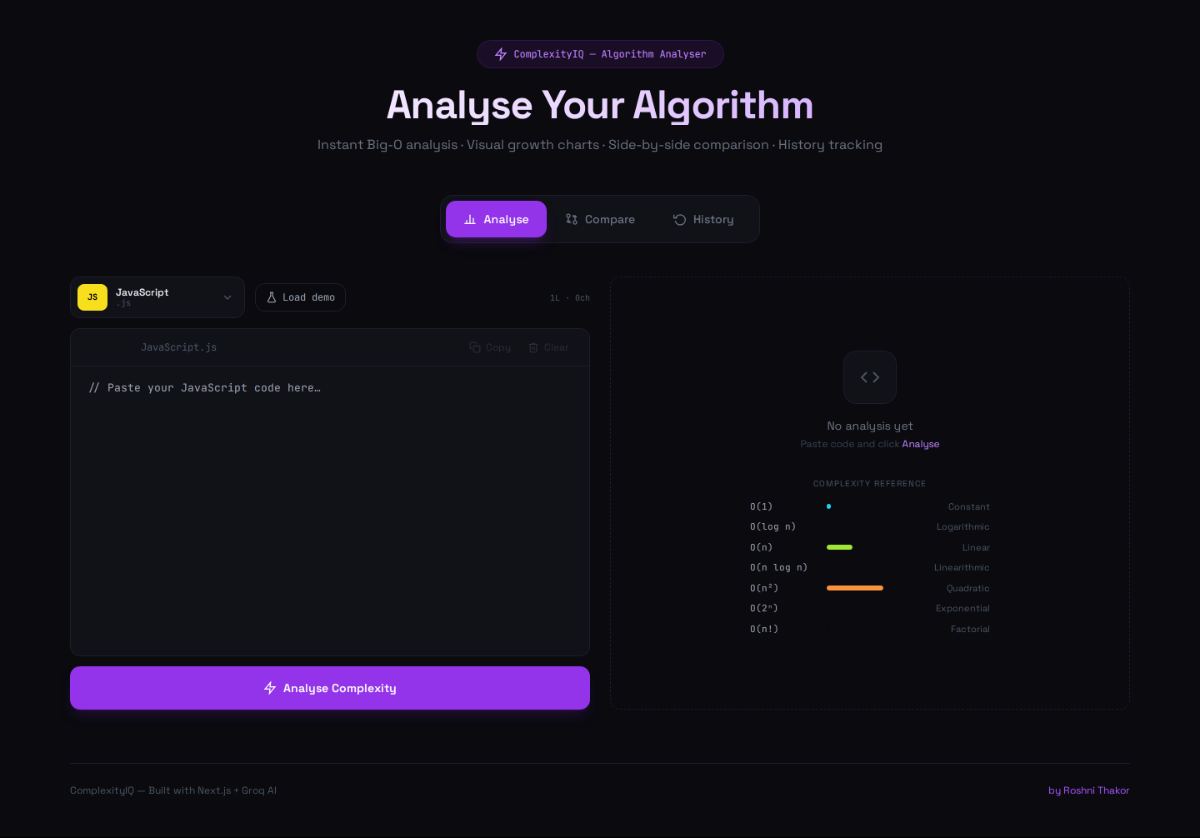 ComplexityIQ — Algorithm Analyser
Analyse Your Algorithm
Instant Big-O analysis · Visual growth charts · Side-by-side comparison · History tracking
Analyse
Compare
History
JS
JavaScript
.js
Load demo
1L · 0ch
JavaScript.js
Copy
Clear
// Paste your JavaScript code here…
Analyse Complexity
No analysis yet
Paste code and click Analyse
COMPLEXITY REFERENCE
O(1) Constant
O(log n) Logarithmic
O(n) Linear
O(n log n) Linearithmic
O(n²) Quadratic
O(2ⁿ) Exponential
O(n!) Factorial
ComplexityIQ — Built with Next.js + Groq AI
by Roshni Thakor